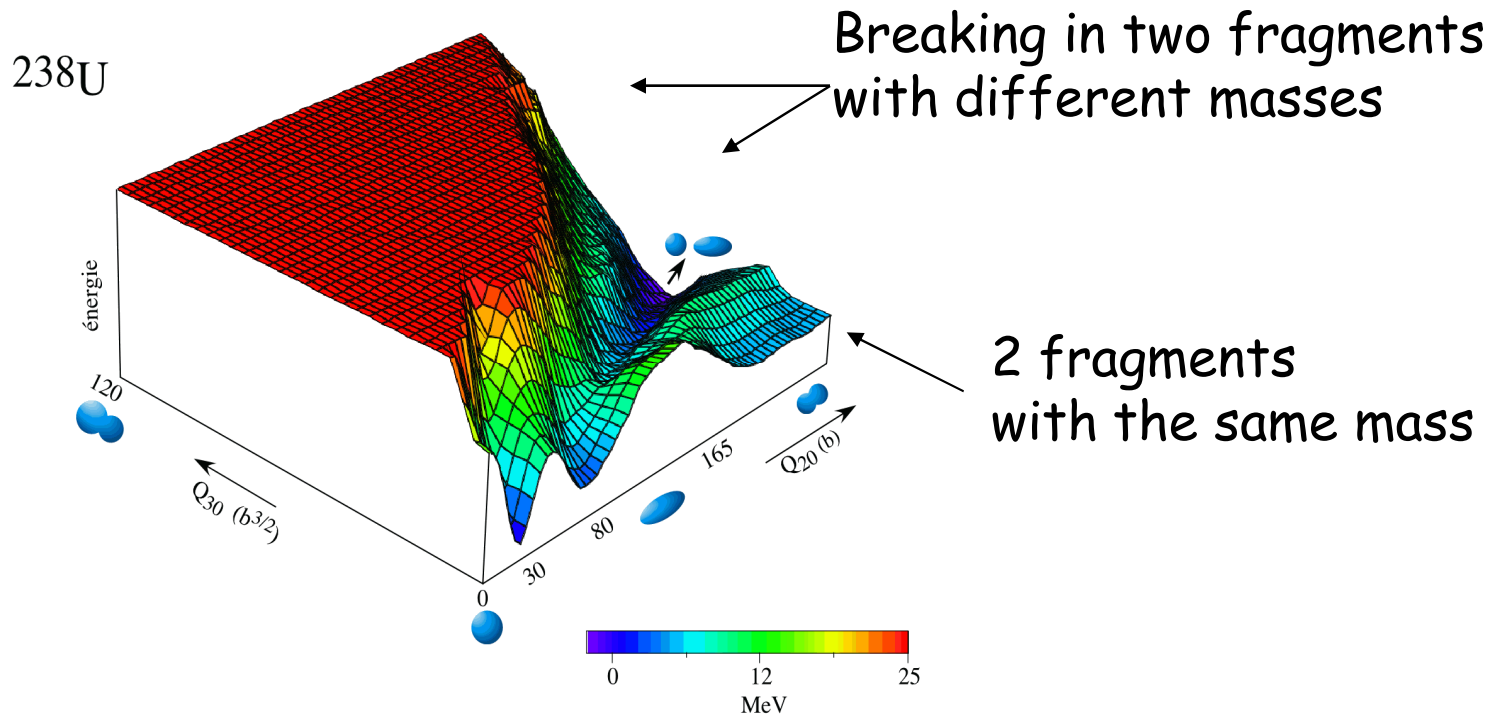 238U
Breaking in two fragments
with different masses
2 fragments
with the same mass
énergie
120
Q30 (b3/2)
0
30
80
165
Q20 (b)
0 12 25
MeV